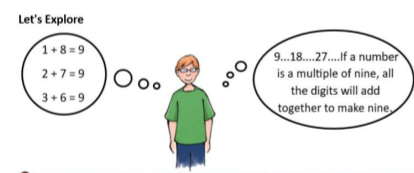 Let's Explore
1 + 8 = 9
2 + 7 = 9
3 + 6 = 9
9...18....27....If a number
is a multiple of nine, all
the digits will add
together to make nine.